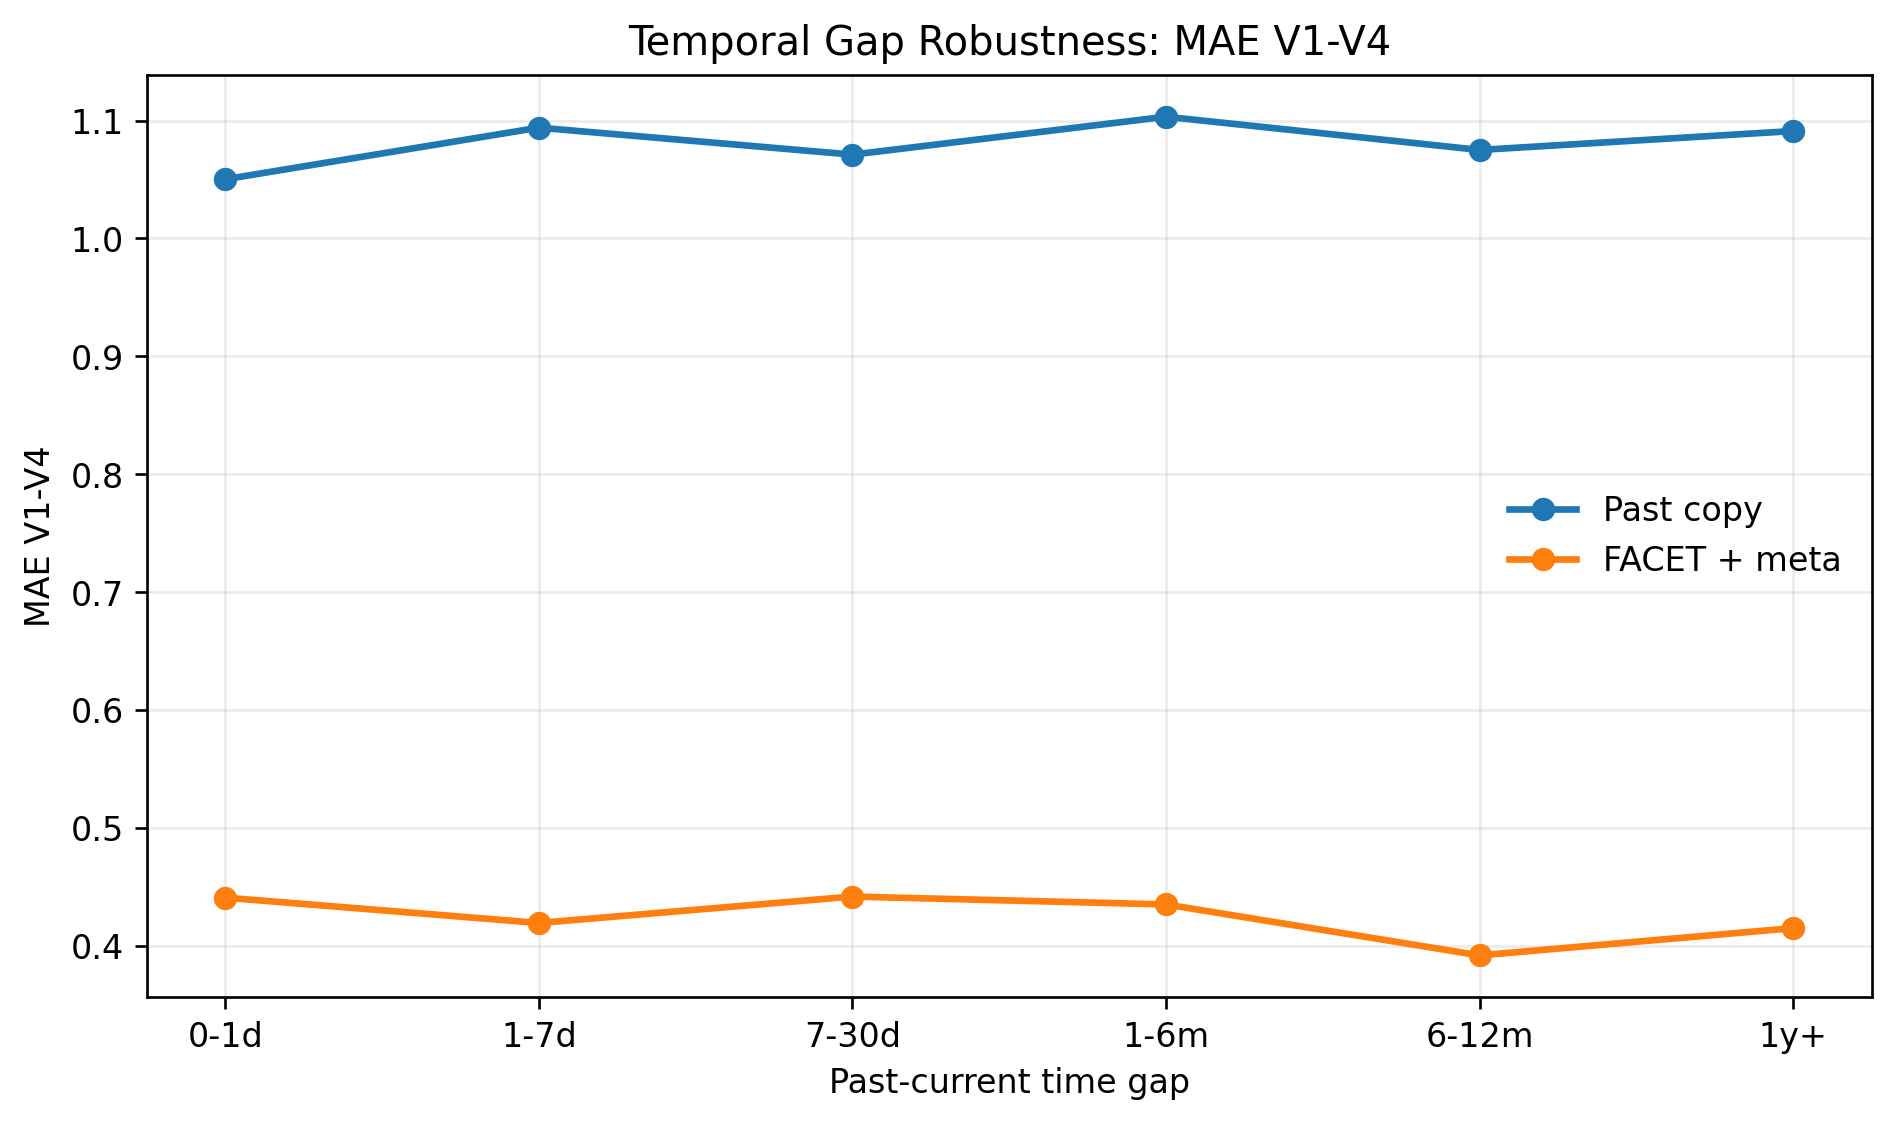 Temporal Gap Robustness: MAE V1-V4
MAE V1-V4
1.1
1.0
0.9
0.8
0.7
0.6
0.5
0.4
Past copy
FACET + meta
0-1d 1-7d 7-30d 1-6m 6-12m 1y+
Past-current time gap